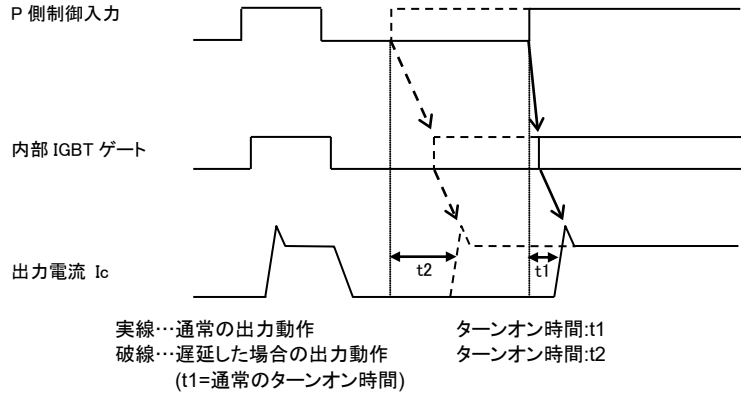 P 側制御入力
内部 IGBT ゲート
出力電流 Ic
t2
t1
実線…通常の出力動作 ターンオン時間:t1
破線…遅延した場合の出力動作 ターンオン時間:t2
(t1=通常のターンオン時間)